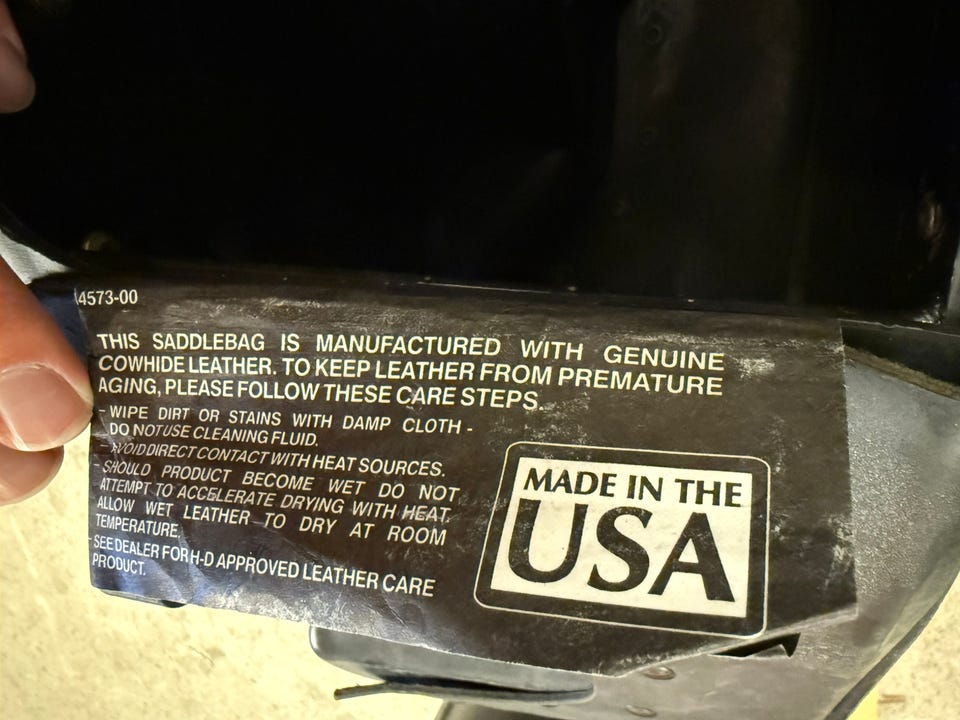 4573-00
THIS SADDLEBAG IS MANUFACTURED WITH GENUINE
COWHIDE LEATHER. TO KEEP LEATHER FROM PREMATURE
AGING, PLEASE FOLLOW THESE CARE STEPS.
- WIPE DIRT OR STAINS WITH DAMP CLOTH -
DO NOT USE CLEANING FLUID.
- AVOID DIRECT CONTACT WITH HEAT SOURCES.
- SHOULD PRODUCT BECOME WET DO NOT
ATTEMPT TO ACCELERATE DRYING WITH HEAT.
ALLOW WET LEATHER TO DRY AT ROOM
TEMPERATURE.
- SEE DEALER FOR H-D APPROVED LEATHER CARE
PRODUCT.
MADE IN THE
USA